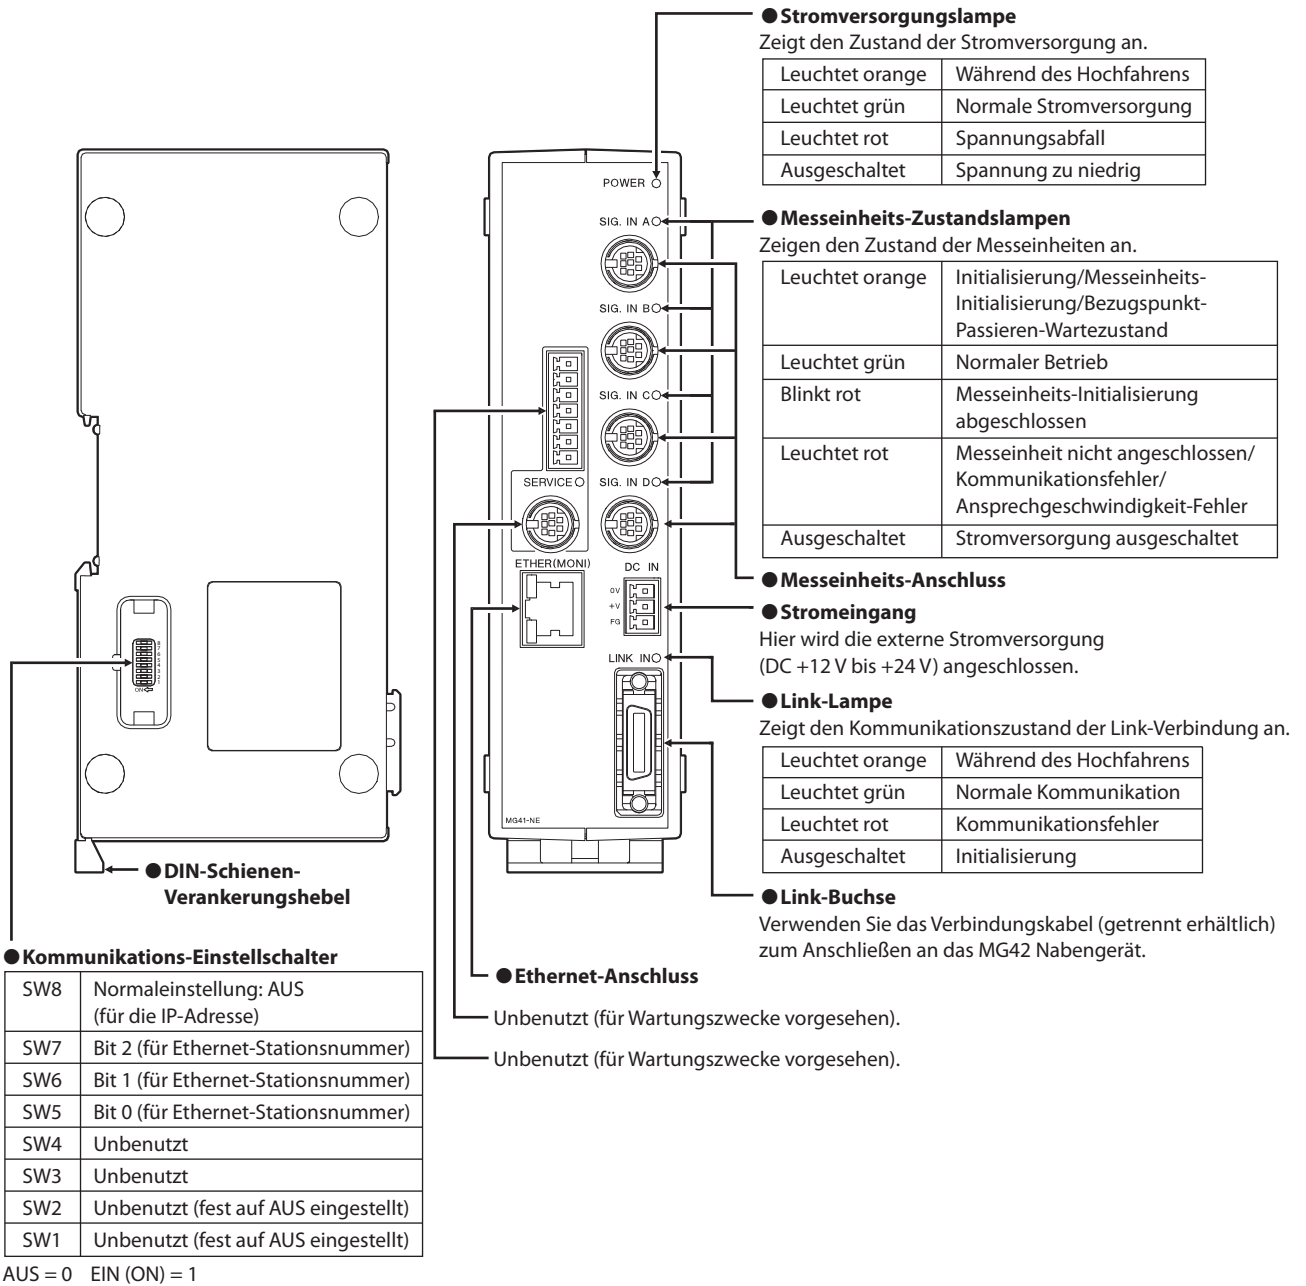 ●Stromversorgungslampe
Zeigt den Zustand der Stromversorgung an.
Leuchtet orange Während des Hochfahrens
Leuchtet grün Normale Stromversorgung
Leuchtet rot Spannungsabfall
Ausgeschaltet Spannung zu niedrig
●Messeinheits-Zustandslampen
Zeigen den Zustand der Messeinheiten an.
Leuchtet orange Initialisierung/Messeinheits-
Initialisierung/Bezugspunkt-
Passieren-Wartezustand
Leuchtet grün Normaler Betrieb
Blinkt rot Messeinheits-Initialisierung
abgeschlossen
Leuchtet rot Messeinheit nicht angeschlossen/
Kommunikationsfehler/
Ansprechgeschwindigkeit-Fehler
Ausgeschaltet Stromversorgung ausgeschaltet
●Messeinheits-Anschluss
●Stromeingang
Hier wird die externe Stromversorgung
(DC +12 V bis +24 V) angeschlossen.
●Link-Lampe
Zeigt den Kommunikationszustand der Link-Verbindung an.
Leuchtet orange Während des Hochfahrens
Leuchtet grün Normale Kommunikation
Leuchtet rot Kommunikationsfehler
Ausgeschaltet Initialisierung
●Link-Buchse
Verwenden Sie das Verbindungskabel (getrennt erhältlich)
zum Anschließen an das MG42 Nabengerät.
POWER
SIG. IN A
SIG. IN B
SIG. IN C
SERVICE
SIG. IN D
ETHER(MONI)
DC IN
0V
+V
FG
LINK IN
MG41-NE
8
7
6
5
4
3
2
1
ON
●DIN-Schienen-
Verankerungshebel
●Ethernet-Anschluss
Unbenutzt (für Wartungszwecke vorgesehen).
Unbenutzt (für Wartungszwecke vorgesehen).
●Kommunikations-Einstellschalter
SW8 Normaleinstellung: AUS
(für die IP-Adresse)
SW7 Bit 2 (für Ethernet-Stationsnummer)
SW6 Bit 1 (für Ethernet-Stationsnummer)
SW5 Bit 0 (für Ethernet-Stationsnummer)
SW4 Unbenutzt
SW3 Unbenutzt
SW2 Unbenutzt (fest auf AUS eingestellt)
SW1 Unbenutzt (fest auf AUS eingestellt)
AUS = 0 EIN (ON) = 1